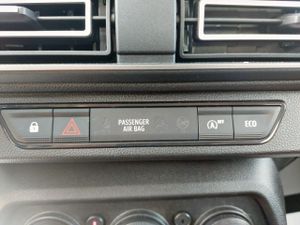 PASSENGER
AIR BAG
A OFF
ECO